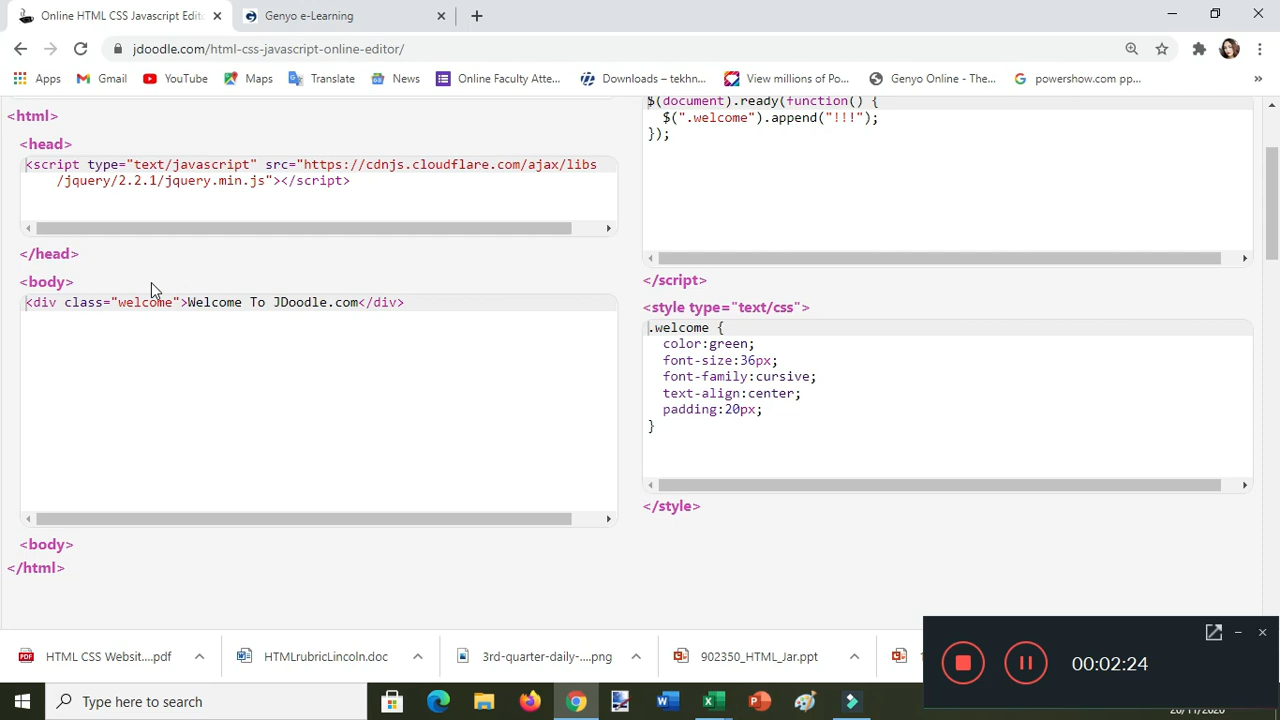 Online HTML CSS Javascript Edit
Genyo e-Learning
jdoodle.com/html-css-javascript-online-editor/
Apps
Gmail
YouTube
Maps
Translate
News
Online Faculty Atte...
Downloads – tekhn...
View millions of Po...
Genyo Online - The...
powershow.com pp...
»
<html>
<head>
<script type="text/javascript" src="https://cdnjs.cloudflare.com/ajax/libs
/jquery/2.2.1/jquery.min.js"></script>
</head>
<body>
<div class="welcome">Welcome To JDoodle.com</div>
<body>
</html>
$(document).ready(function() {
$(".welcome").append("!!!");
});
</script>
<style type="text/css">
.welcome {
color:green;
font-size:36px;
font-family:cursive;
text-align:center;
padding:20px;
}
</style>
HTML CSS Websit....pdf
HTMLrubricLincoln.doc
3rd-quarter-daily-....png
902350_HTML_Jar.ppt
00:02:24
Type here to search